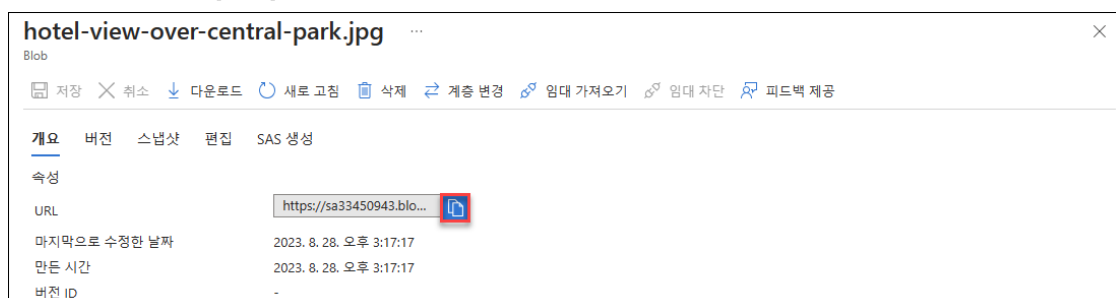 hotel-view-over-central-park.jpg ...
Blob
저장 취소 다운로드 새로 고침 삭제 계층 변경 임대 가져오기 임대 차단 피드백 제공
개요 버전 스냅샷 편집 SAS 생성
속성
URL https://sa33450943.blo...
마지막으로 수정한 날짜 2023. 8. 28. 오후 3:17:17
만든 시간 2023. 8. 28. 오후 3:17:17
버전 ID -